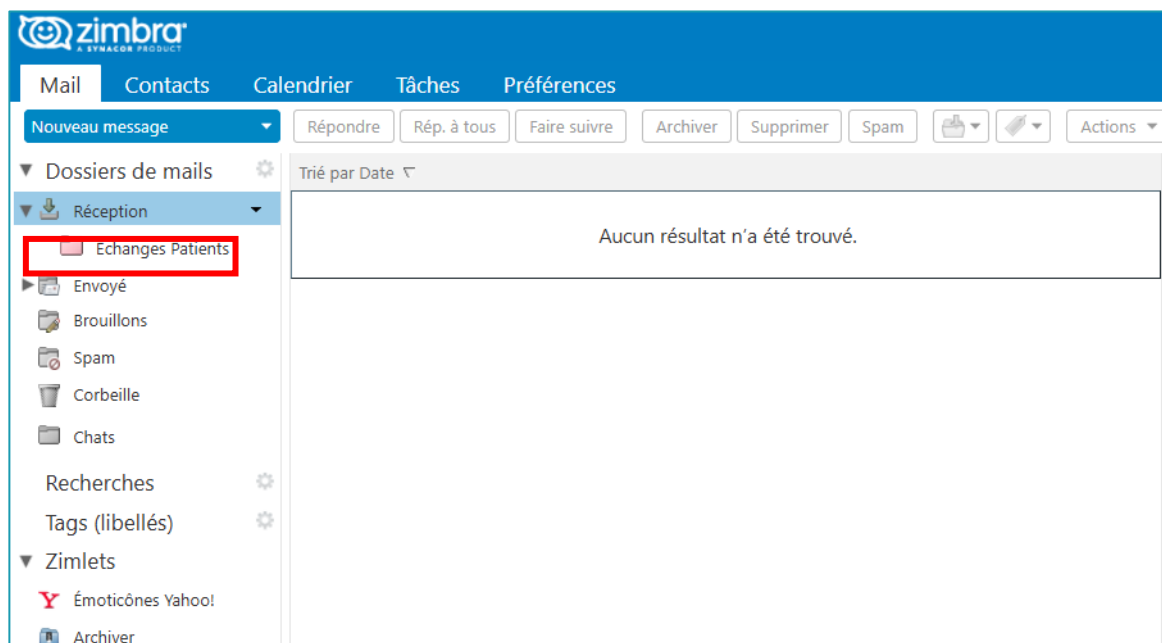 zimbra
A SYNACOR PRODUCT
Mail Contacts Calendrier Tâches Préférences
Nouveau message Répondre Rép. à tous Faire suivre Archiver Supprimer Spam Actions
Dossiers de mails
Trié par Date
Réception
Aucun résultat n'a été trouvé.
Echanges Patients
Envoyé
Brouillons
Spam
Corbeille
Chats
Recherches
Tags (libellés)
Zimlets
Émoticônes Yahoo!
Archiver